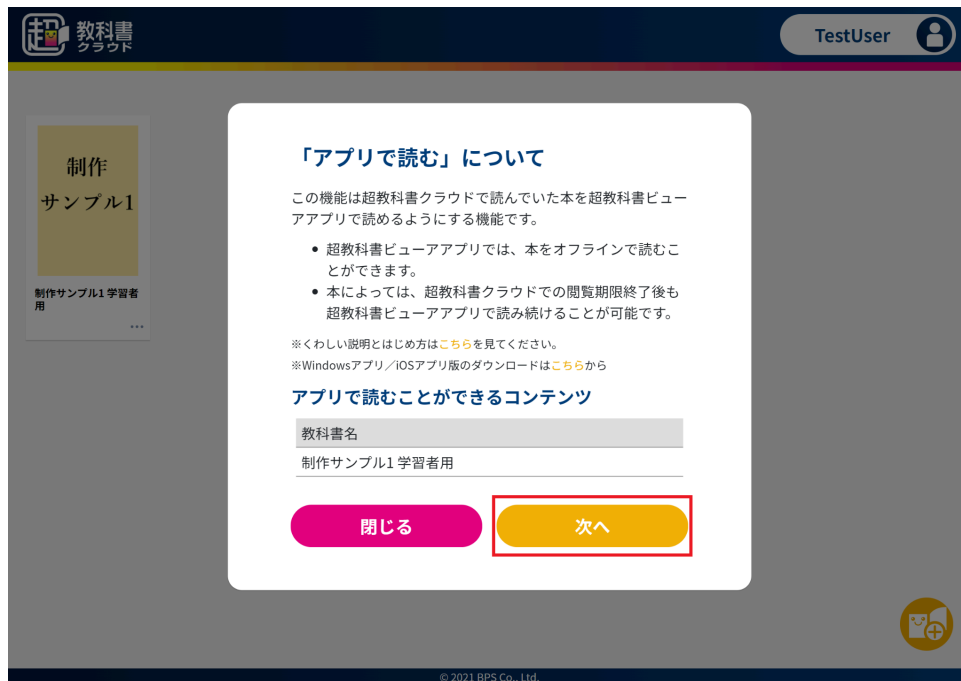 超 教科書
クラウド
TestUser
制作
サンプル1
制作サンプル1 学習者
用
「アプリで読む」について
この機能は超教科書クラウドで読んでいた本を超教科書ビュー
アアプリで読めるようにする機能です。
• 超教科書ビューアアプリでは、本をオフラインで読むこ
とができます。
• 本によっては、超教科書クラウドでの閲覧期限終了後も
超教科書ビューアアプリで読み続けることが可能です。
※くわしい説明とはじめ方はこちらを見てください。
※Windowsアプリ／iOSアプリ版のダウンロードはこちらから
アプリで読むことができるコンテンツ
教科書名
制作サンプル1 学習者用
閉じる
次へ
© 2021 BPS Co., Ltd.